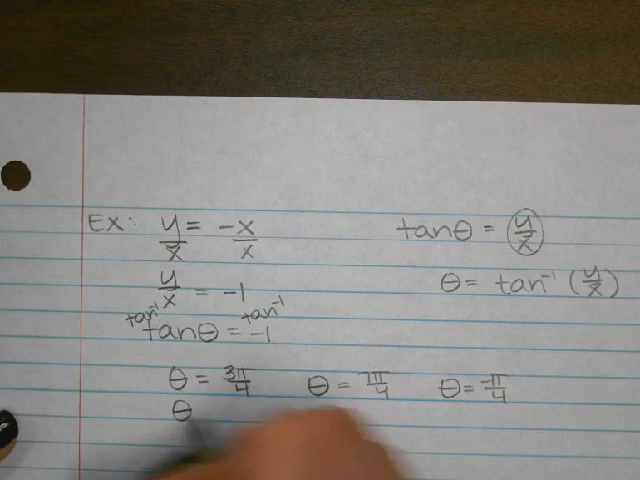 EX: y/x = -x/x tanθ = y/x
y/x = -1 θ = tan⁻¹(y/x)
tan⁻¹ tanθ = tan⁻¹ -1
θ = 3π/4 θ = 7π/4 θ = -π/4
θ